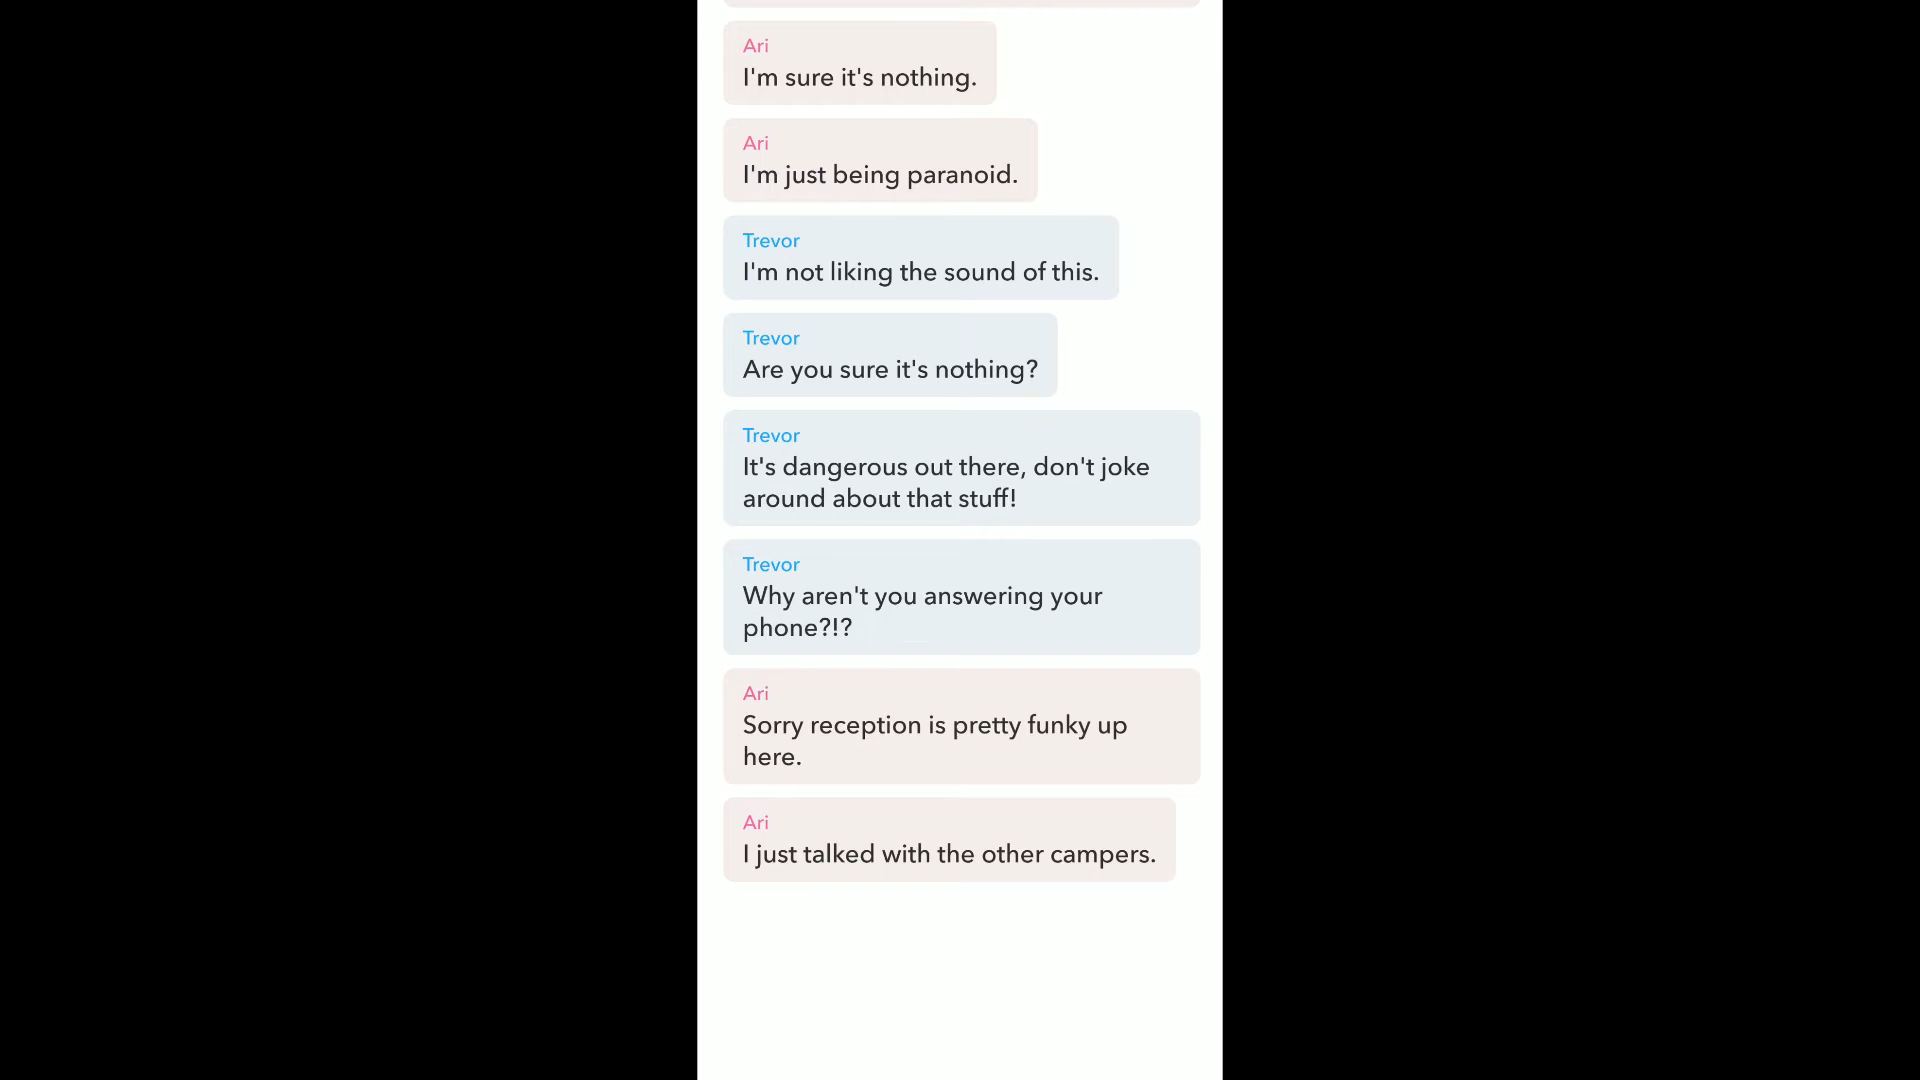 Ari
I'm sure it's nothing.
Ari
I'm just being paranoid.
Trevor
I'm not liking the sound of this.
Trevor
Are you sure it's nothing?
Trevor
It's dangerous out there, don't joke
around about that stuff!
Trevor
Why aren't you answering your
phone?!?
Ari
Sorry reception is pretty funky up
here.
Ari
I just talked with the other campers.